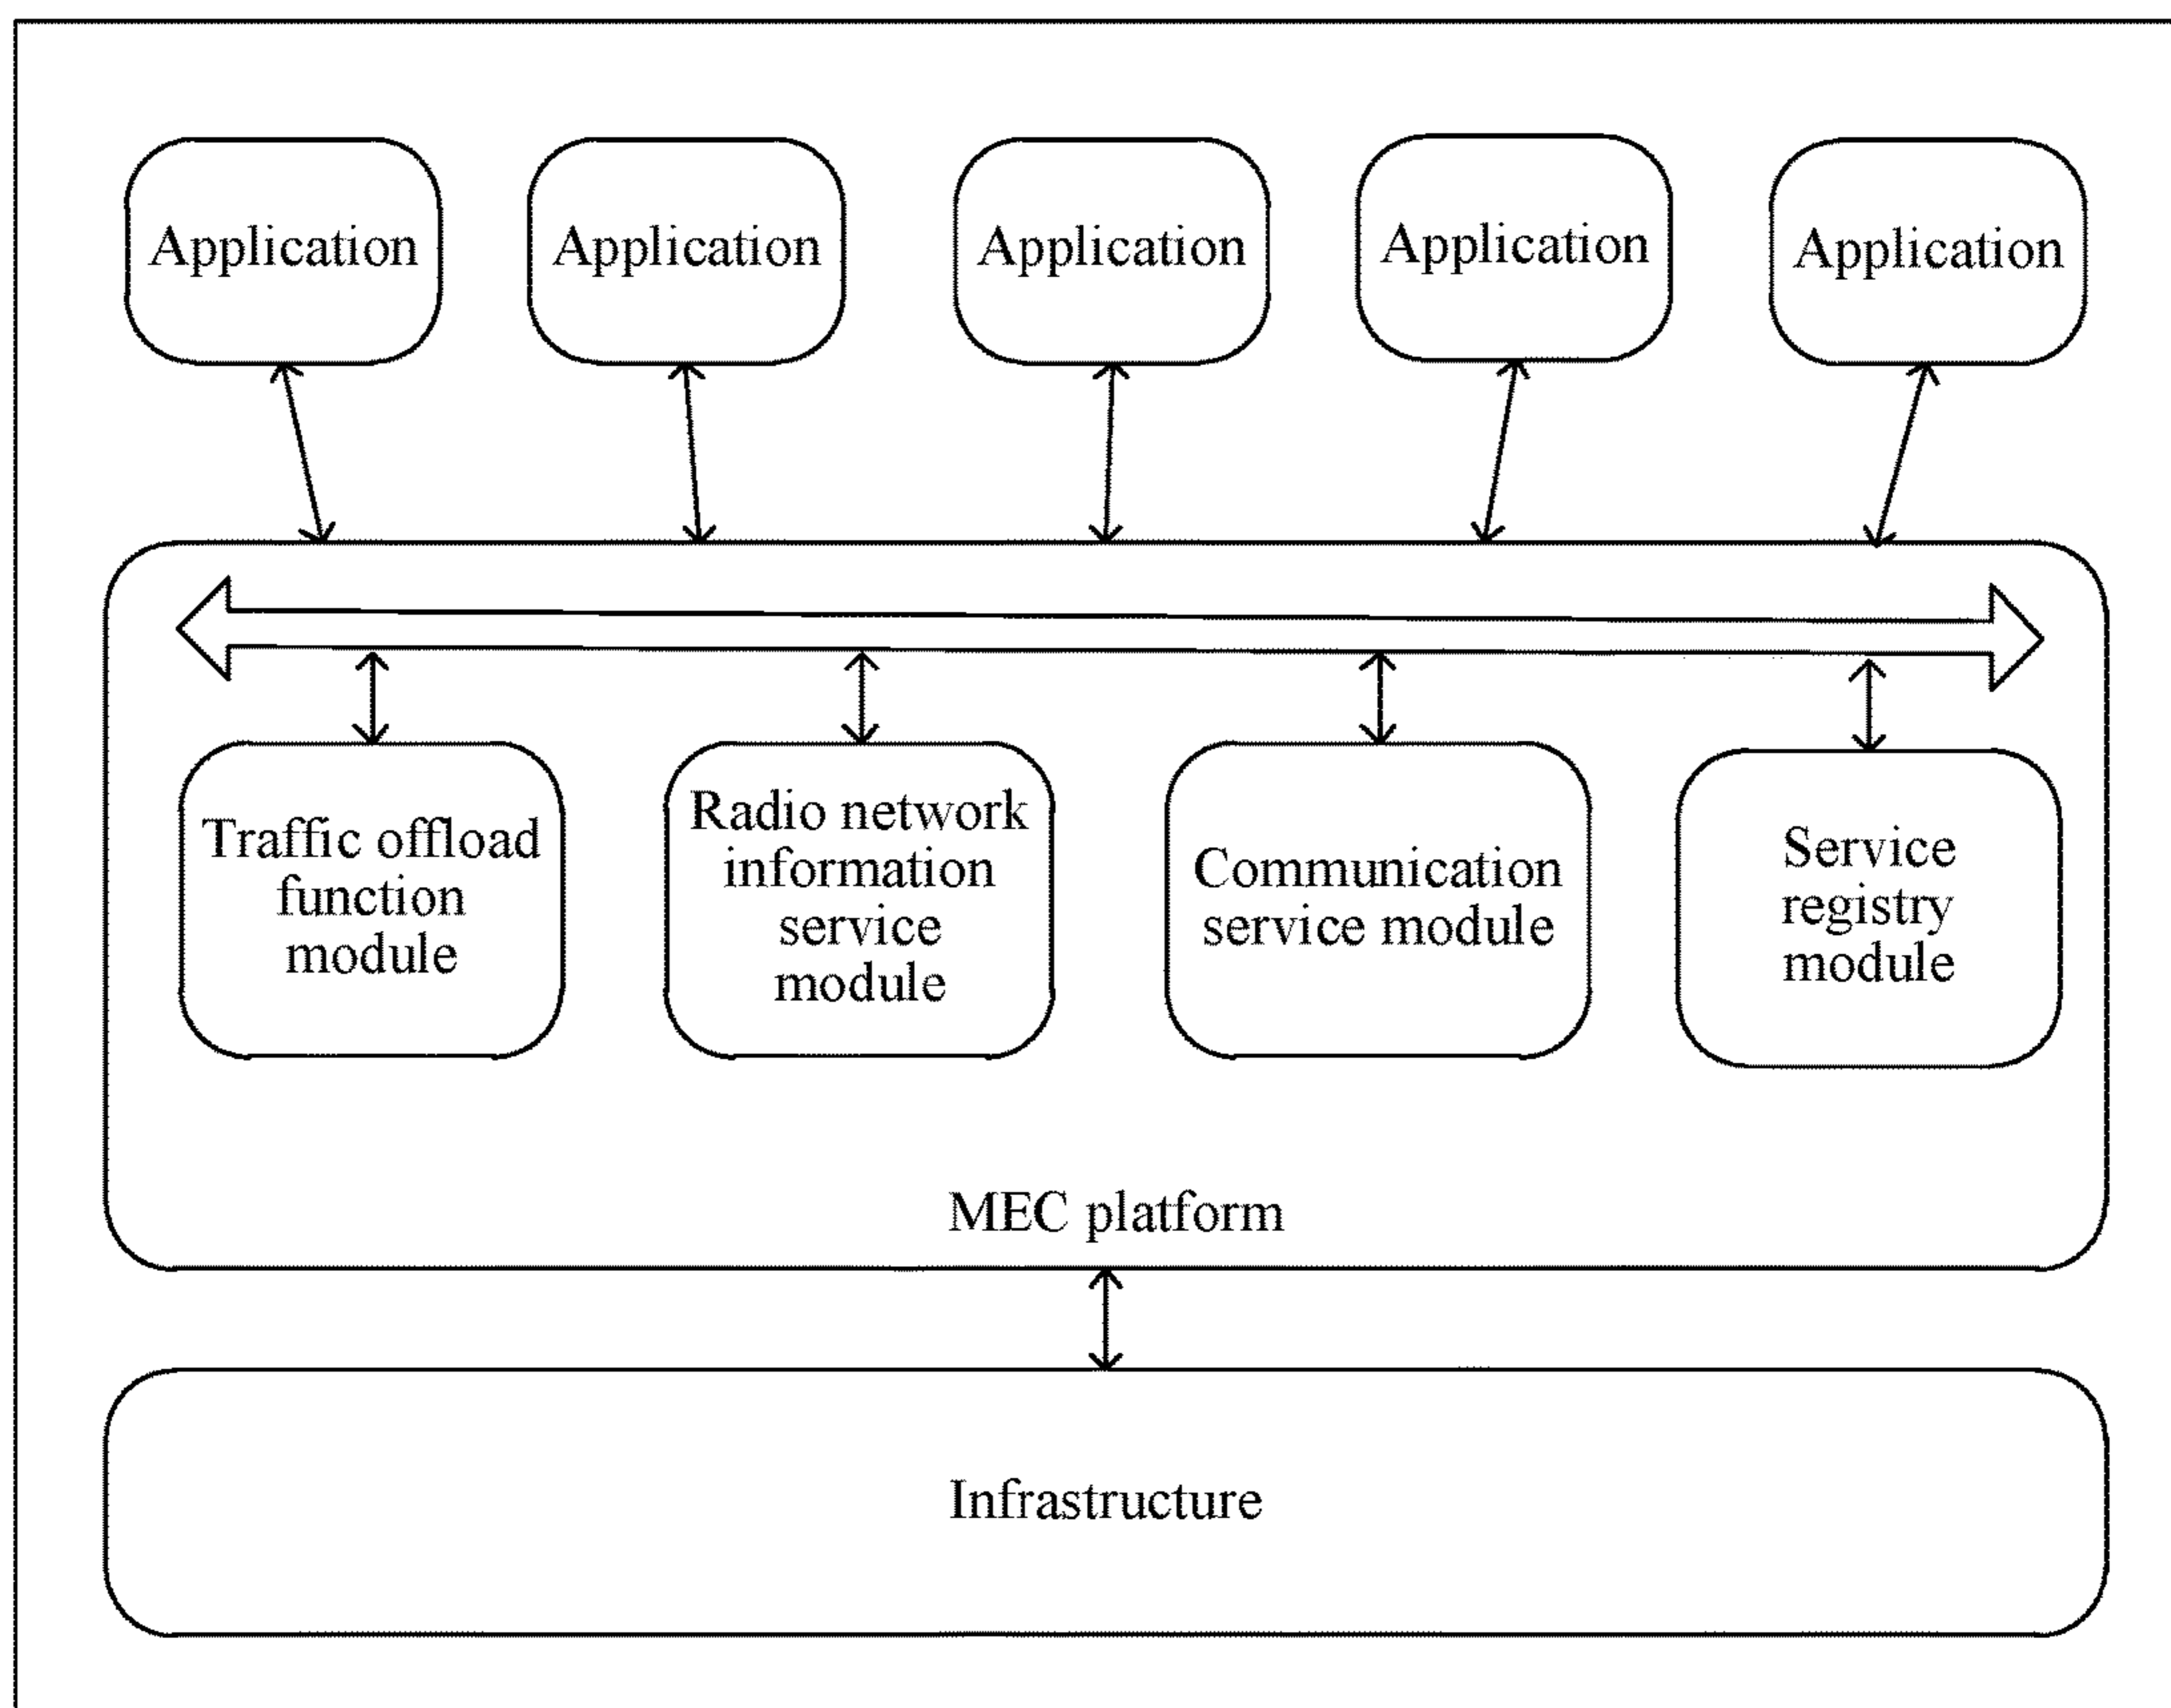 Application
Application
Application
Application
Application
Traffic offload
function
module
Radio network
information
service
module
Communication
service module
Service
registry
module
MEC platform
Infrastructure